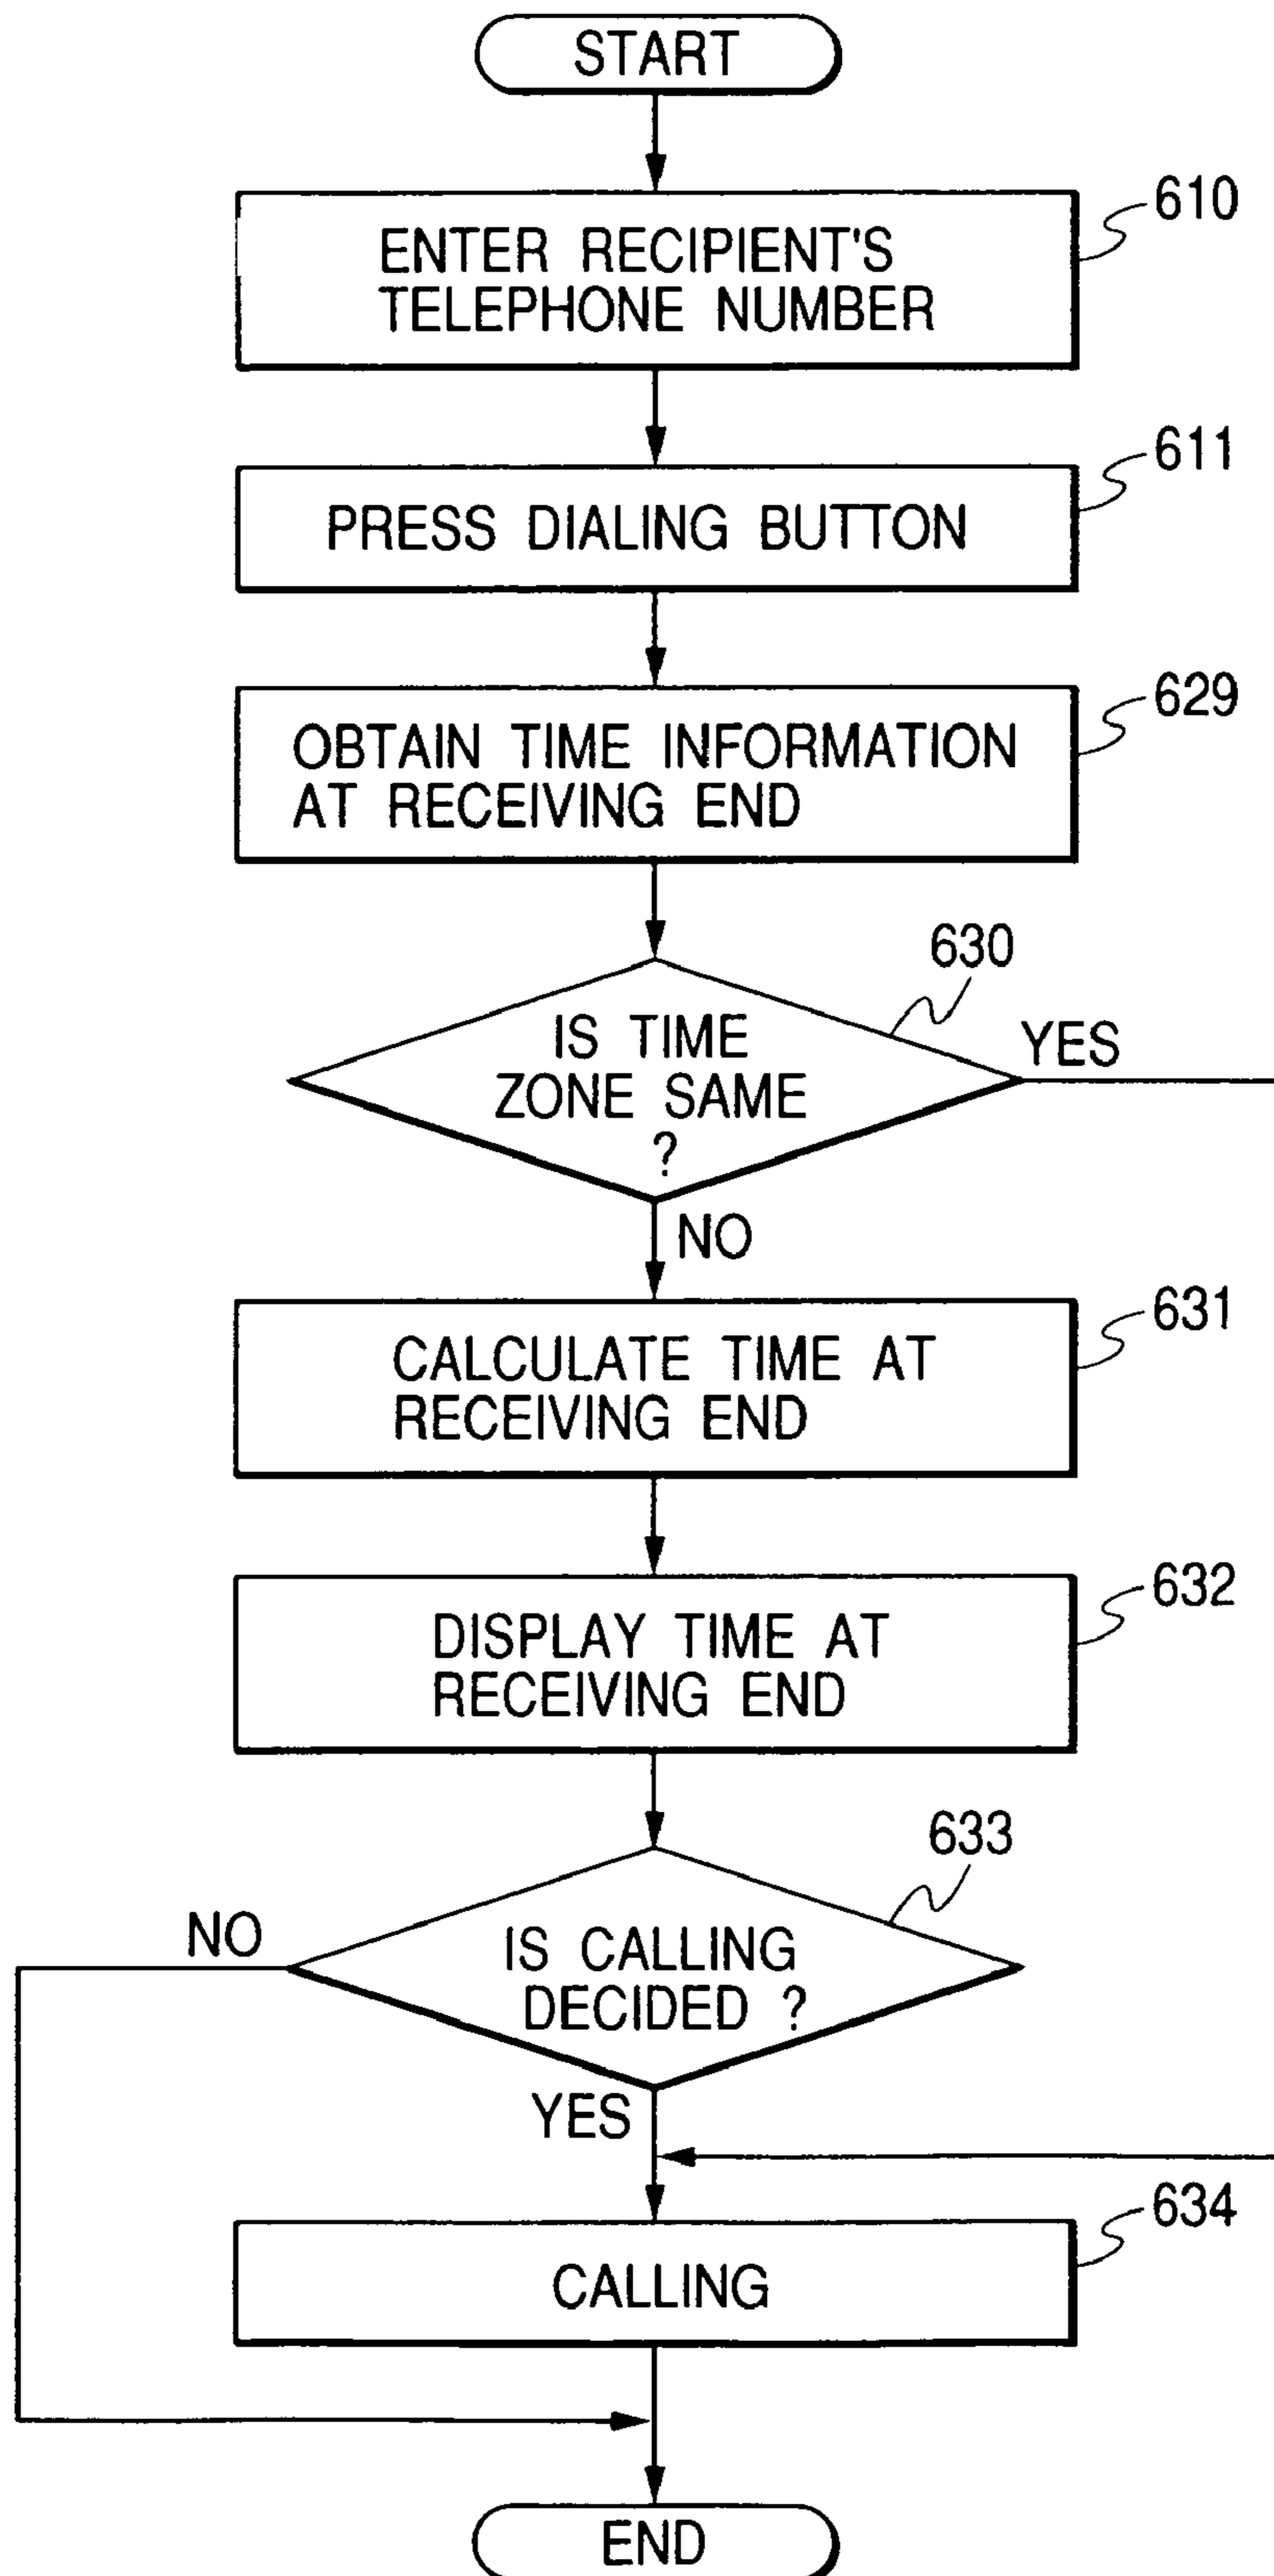 START
610
ENTER RECIPIENT'S
TELEPHONE NUMBER
611
PRESS DIALING BUTTON
629
OBTAIN TIME INFORMATION
AT RECEIVING END
630
IS TIME
ZONE SAME
?
YES
NO
631
CALCULATE TIME AT
RECEIVING END
632
DISPLAY TIME AT
RECEIVING END
633
NO
IS CALLING
DECIDED ?
YES
634
CALLING
END